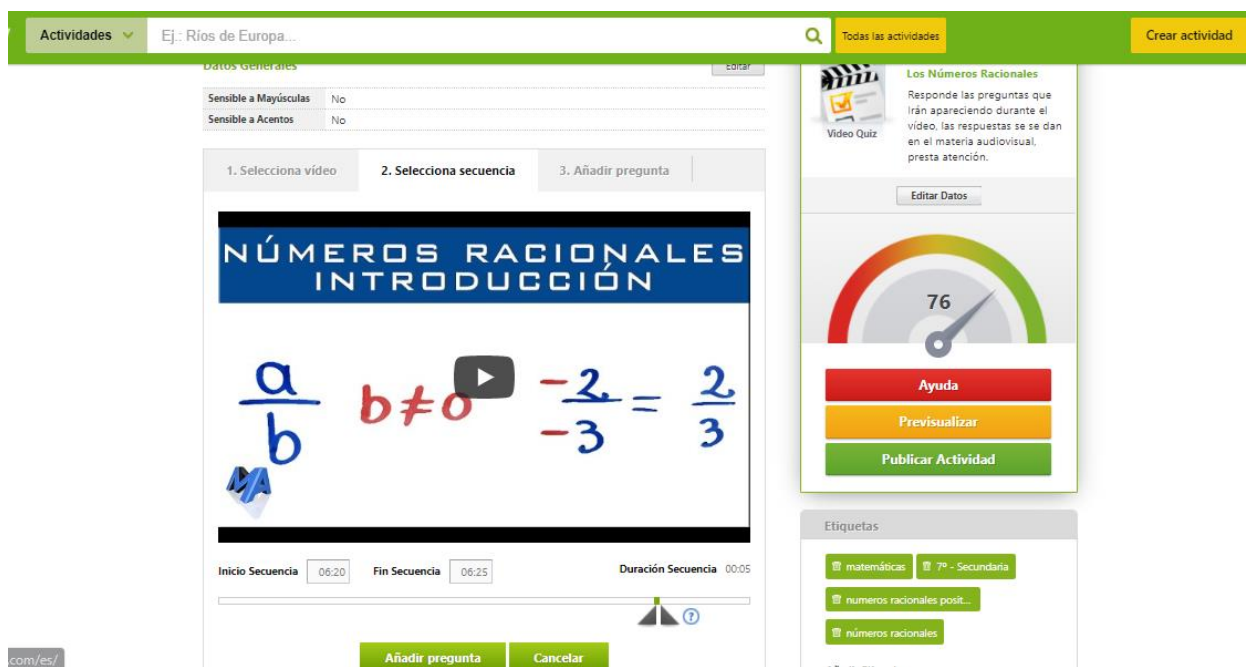 Actividades
Ej.: Ríos de Europa...
Todas las actividades
Crear actividad
Datos Generales
Editar
Sensible a Mayúsculas No
Sensible a Acentos No
1. Selecciona vídeo
2. Selecciona secuencia
3. Añadir pregunta
NÚMEROS RACIONALES
INTRODUCCIÓN
a/b b≠0 -2/-3 = 2/3
MA
Inicio Secuencia 06:20
Fin Secuencia 06:25
Duración Secuencia 00:05
?
Añadir pregunta
Cancelar
Video Quiz
Los Números Racionales
Responde las preguntas que
irán apareciendo durante el
vídeo, las respuestas se se dan
en el materia audiovisual,
presta atención.
Editar Datos
76
Ayuda
Previsualizar
Publicar Actividad
Etiquetas
matemáticas
7º - Secundaria
numeros racionales posit...
números racionales
.com/es/